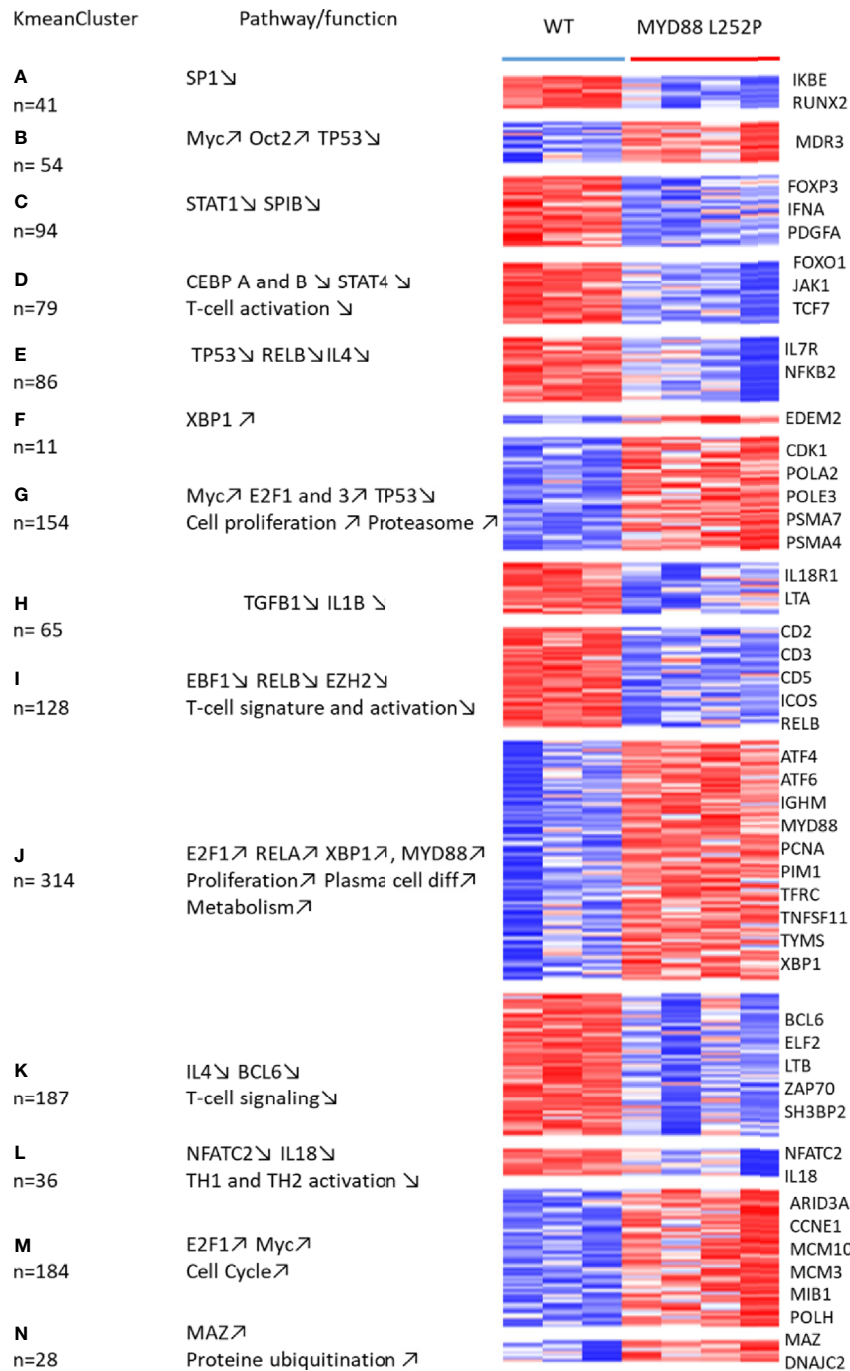 KmeanCluster Pathway/function WT MYD88 L252P
A SP1↘ IKBE
n=41 RUNX2
B Myc↗ Oct2↗ TP53↘ MDR3
n= 54
C STAT1↘ SPIB↘ FOXP3
n=94 IFNA
PDGFA
FOXO1
D CEBP A and B ↘ STAT4 ↘ JAK1
n=79 T-cell activation ↘ TCF7
E TP53↘ RELB↘IL4↘ IL7R
n=86 NFKB2
F XBP1 ↗ EDEM2
n=11 CDK1
POLA2
G Myc↗ E2F1 and 3↗ TP53↘ POLE3
n=154 Cell proliferation ↗ Proteasome ↗ PSMA7
PSMA4
IL18R1
H TGFB1↘ IL1B ↘ LTA
n= 65 CD2
CD3
I EBF1↘ RELB↘ EZH2↘ CD5
n=128 T-cell signature and activation↘ ICOS
RELB
ATF4
ATF6
IGHM
MYD88
J E2F1↗ RELA↗ XBP1↗, MYD88↗ PCNA
n= 314 Proliferation↗ Plasma cell diff↗ PIM1
Metabolism↗ TFRC
TNFSF11
TYMS
XBP1
BCL6
ELF2
K IL4↘ BCL6↘ LTB
n=187 T-cell signaling↘ ZAP70
SH3BP2
L NFATC2↘ IL18↘ NFATC2
n=36 TH1 and TH2 activation ↘ IL18
ARID3A
CCNE1
M E2F1↗ Myc↗ MCM10
n=184 Cell Cycle↗ MCM3
MIB1
POLH
N MAZ↗ MAZ
n=28 Proteine ubiquitination ↗ DNAJC2